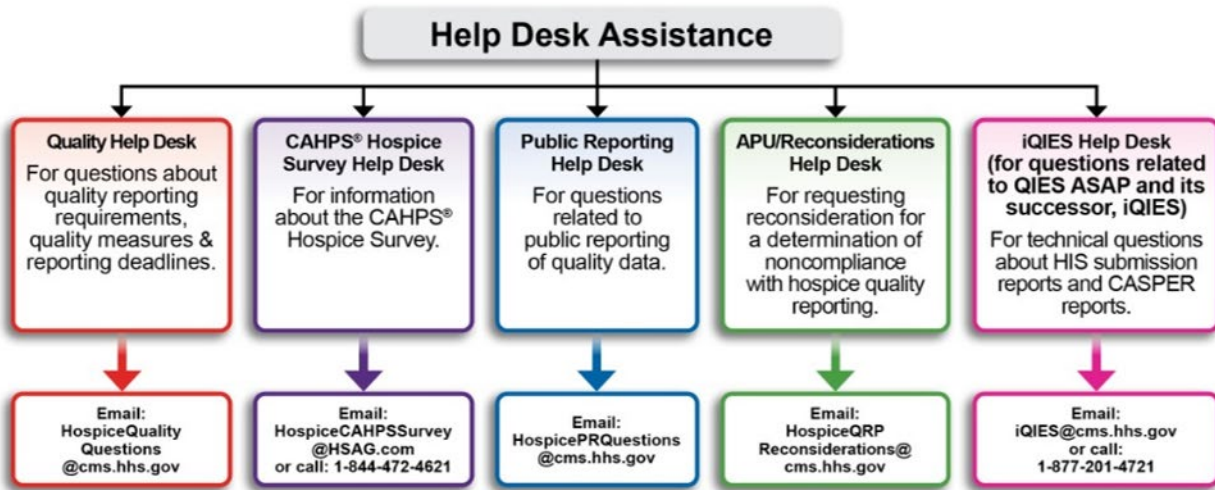 Help Desk Assistance
Quality Help Desk
For questions about
quality reporting
requirements,
quality measures &
reporting deadlines.
Email:
HospiceQuality
Questions
@cms.hhs.gov
CAHPS® Hospice
Survey Help Desk
For information
about the CAHPS®
Hospice Survey.
Email:
HospiceCAHPSSurvey
@HSAG.com
or call: 1-844-472-4621
Public Reporting
Help Desk
For questions
related to
public reporting
of quality data.
Email:
HospicePRQuestions
@cms.hhs.gov
APU/Reconsiderations
Help Desk
For requesting
reconsideration for
a determination of
noncompliance
with hospice quality
reporting.
Email:
HospiceQRP
Reconsiderations@
cms.hhs.gov
iQIES Help Desk
(for questions related
to QIES ASAP and its
successor, iQIES)
For technical questions
about HIS submission
reports and CASPER
reports.
Email:
iQIES@cms.hhs.gov
or call:
1-877-201-4721